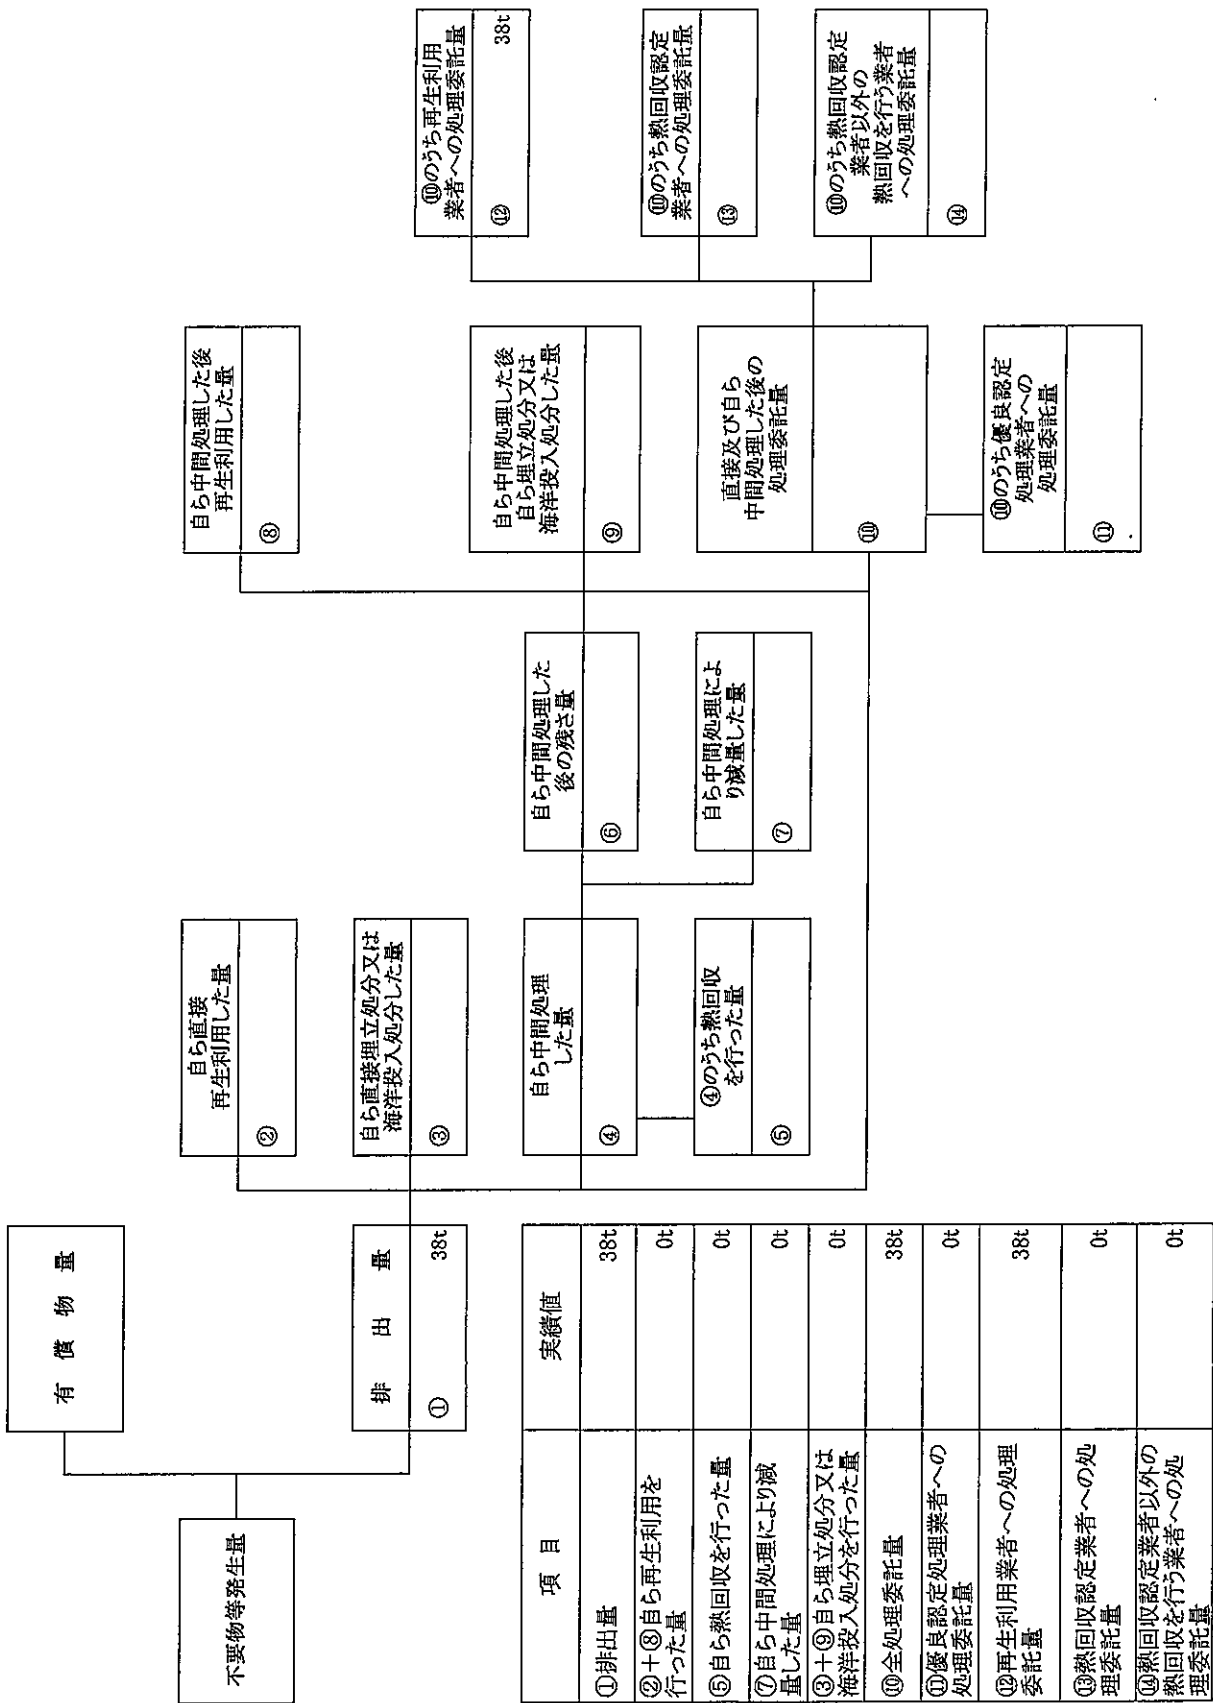 有償物量
不要物等発生量
排出量
① 38t
自ら直接
再生利用した量
②
自ら直接埋立処分又は
海洋投入処分した量
③
自ら中間処理
した量
④
④のうち熱回収
を行った量
⑤
自ら中間処理した
後の残さ量
⑥
自ら中間処理によ
り減量した量
⑦
自ら中間処理した後
再生利用した量
⑧
自ら中間処理した後
自ら埋立処分又は
海洋投入処分した量
⑨
直接及び自ら
中間処理した後の
処理委託量
⑩
⑩のうち優良認定
処理業者への
処理委託量
⑪
⑩のうち再生利用
業者への処理委託量
⑫ 38t
⑩のうち熱回収認定
業者への処理委託量
⑬
⑩のうち熱回収認定
業者以外の
熱回収を行う業者
への処理委託量
⑭
項目 実績値
①排出量 38t
②+⑧自ら再生利用を
行った量 0t
⑤自ら熱回収を行った量 0t
⑦自ら中間処理により減
量した量 0t
③+⑨自ら埋立処分又は
海洋投入処分を行った量 0t
⑩全処理委託量 38t
⑪優良認定処理業者への
処理委託量 0t
⑫再生利用業者への処理
委託量 38t
⑬熱回収認定業者への処
理委託量 0t
⑭熱回収認定業者以外の
熱回収を行う業者への処
理委託量 0t